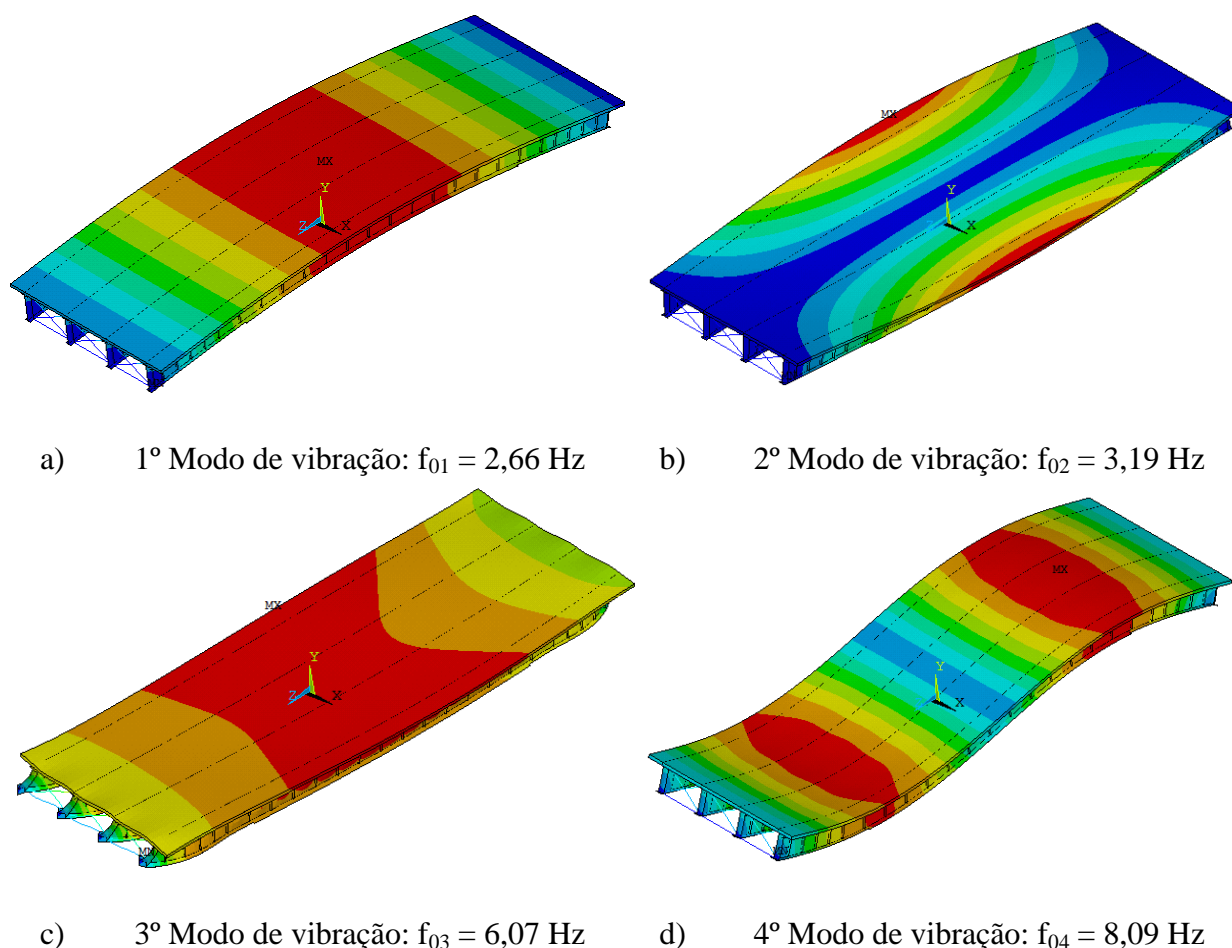 MX
Y
Z X
MX
Y
X
a) 1º Modo de vibração: f01 = 2,66 Hz b) 2º Modo de vibração: f02 = 3,19 Hz
MX
Y
Z X
MX
Y
X
a) 3º Modo de vibração: f03 = 6,07 Hz d) 4º Modo de vibração: f04 = 8,09 Hz